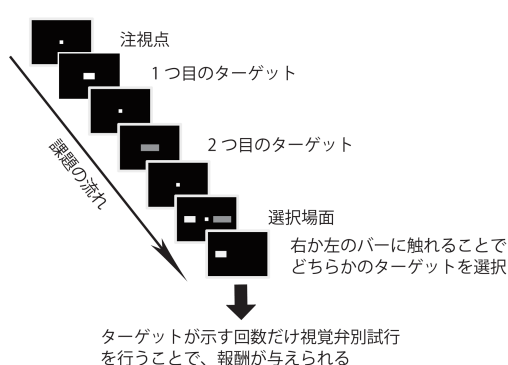 注視点
1つ目のターゲット
2つ目のターゲット
課題の流れ
選択場面
右か左のバーに触れることで
どちらかのターゲットを選択
ターゲットが示す回数だけ視覚弁別試行
を行うことで、報酬が与えられる